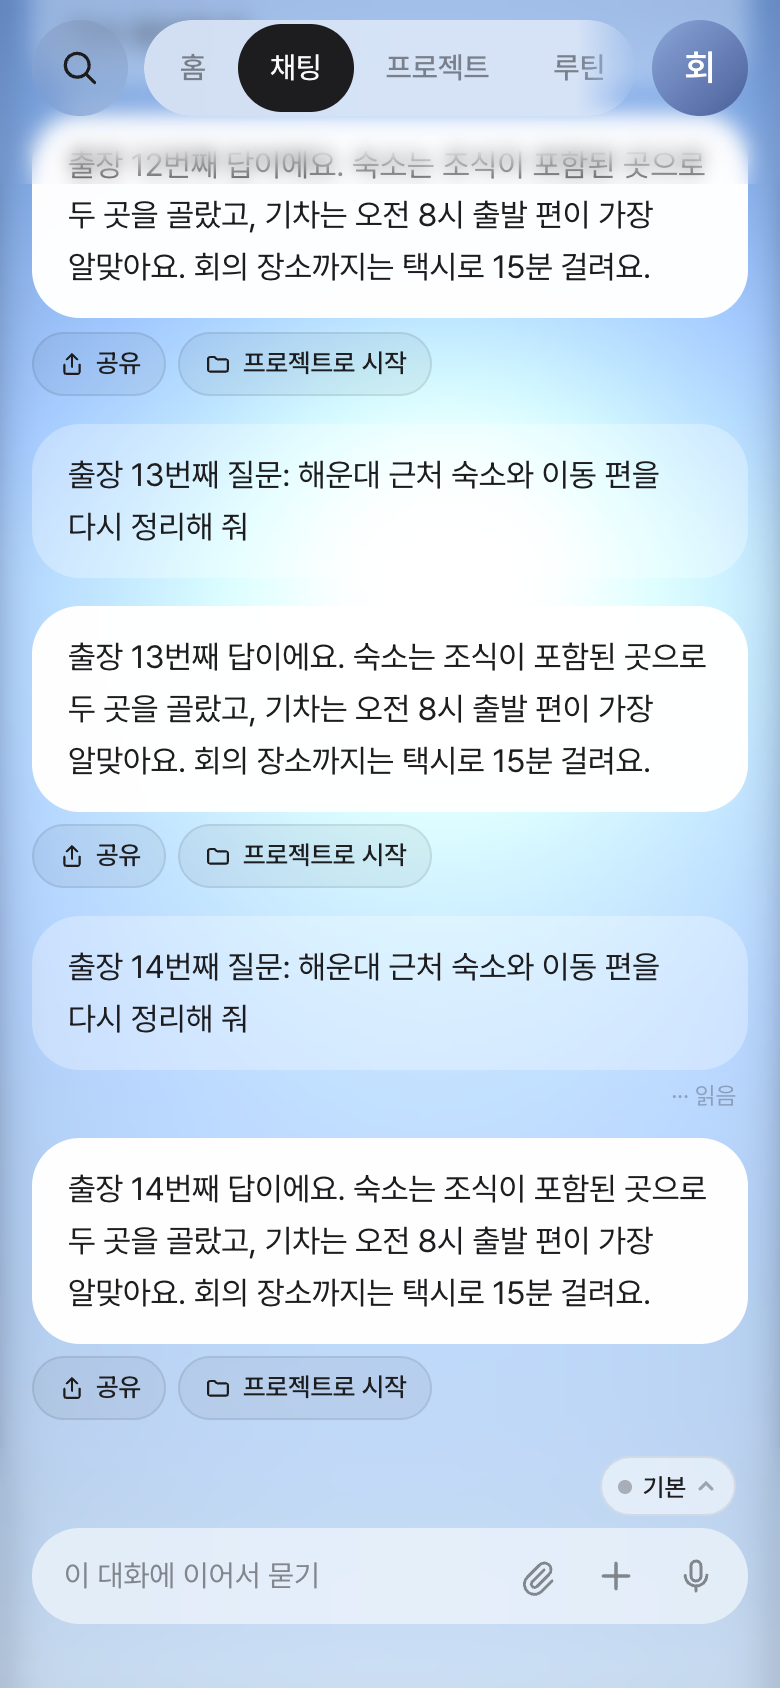 홈 채팅 프로젝트 루틴 회
출장 12번째 답이에요. 숙소는 조식이 포함된 곳으로
두 곳을 골랐고, 기차는 오전 8시 출발 편이 가장
알맞아요. 회의 장소까지는 택시로 15분 걸려요.
공유 프로젝트로 시작
출장 13번째 질문: 해운대 근처 숙소와 이동 편을
다시 정리해 줘
출장 13번째 답이에요. 숙소는 조식이 포함된 곳으로
두 곳을 골랐고, 기차는 오전 8시 출발 편이 가장
알맞아요. 회의 장소까지는 택시로 15분 걸려요.
공유 프로젝트로 시작
출장 14번째 질문: 해운대 근처 숙소와 이동 편을
다시 정리해 줘
··· 읽음
출장 14번째 답이에요. 숙소는 조식이 포함된 곳으로
두 곳을 골랐고, 기차는 오전 8시 출발 편이 가장
알맞아요. 회의 장소까지는 택시로 15분 걸려요.
공유 프로젝트로 시작
기본
이 대화에 이어서 묻기